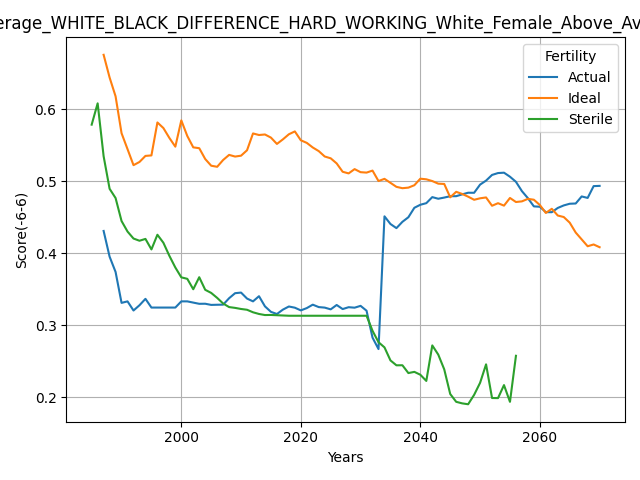 erage_WHITE_BLACK_DIFFERENCE_HARD_WORKING_White_Female_Above_Av
Fertility
Actual
Ideal
Sterile
Score(-6-6)
0.6
0.5
0.4
0.3
0.2
2000
2020
2040
2060
Years